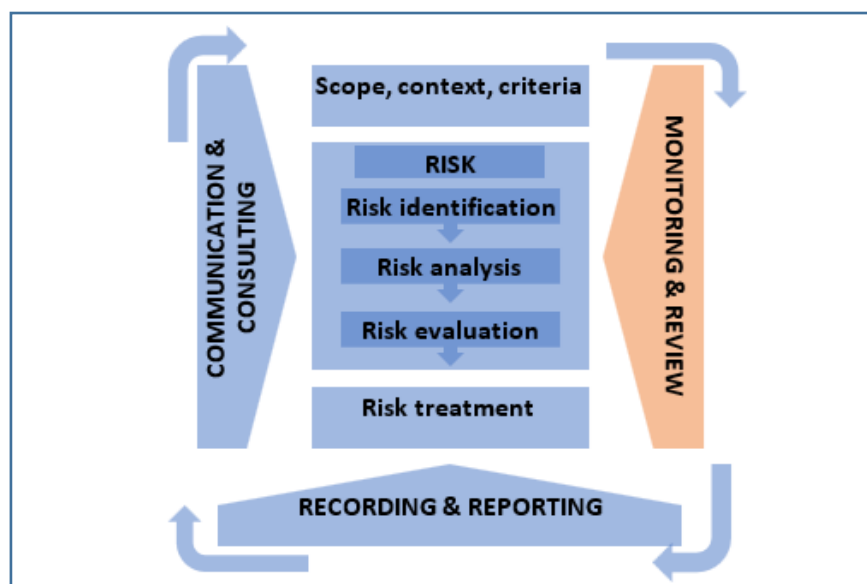 Scope, context, criteria
RISK
Risk identification
Risk analysis
Risk evaluation
Risk treatment
COMMUNICATION &
CONSULTING
MONITORING & REVIEW
RECORDING & REPORTING